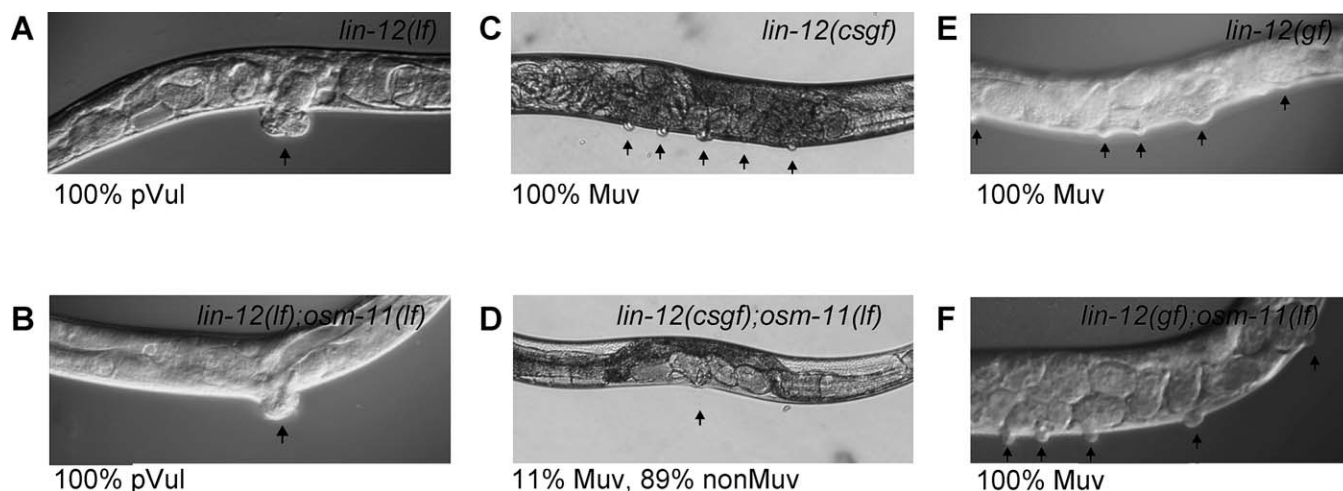 A
lin-12(lf)
100% pVul
C
lin-12(csgf)
100% Muv
E
lin-12(gf)
100% Muv
B
lin-12(lf);osm-11(lf)
100% pVul
D
lin-12(csgf);osm-11(lf)
11% Muv, 89% nonMuv
F
lin-12(gf);osm-11(lf)
100% Muv